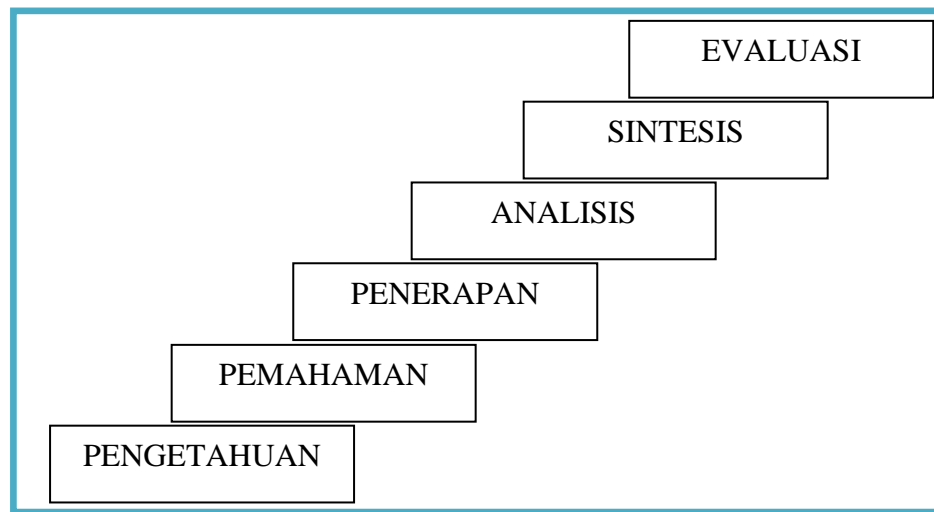 EVALUASI
SINTESIS
ANALISIS
PENERAPAN
PEMAHAMAN
PENGETAHUAN